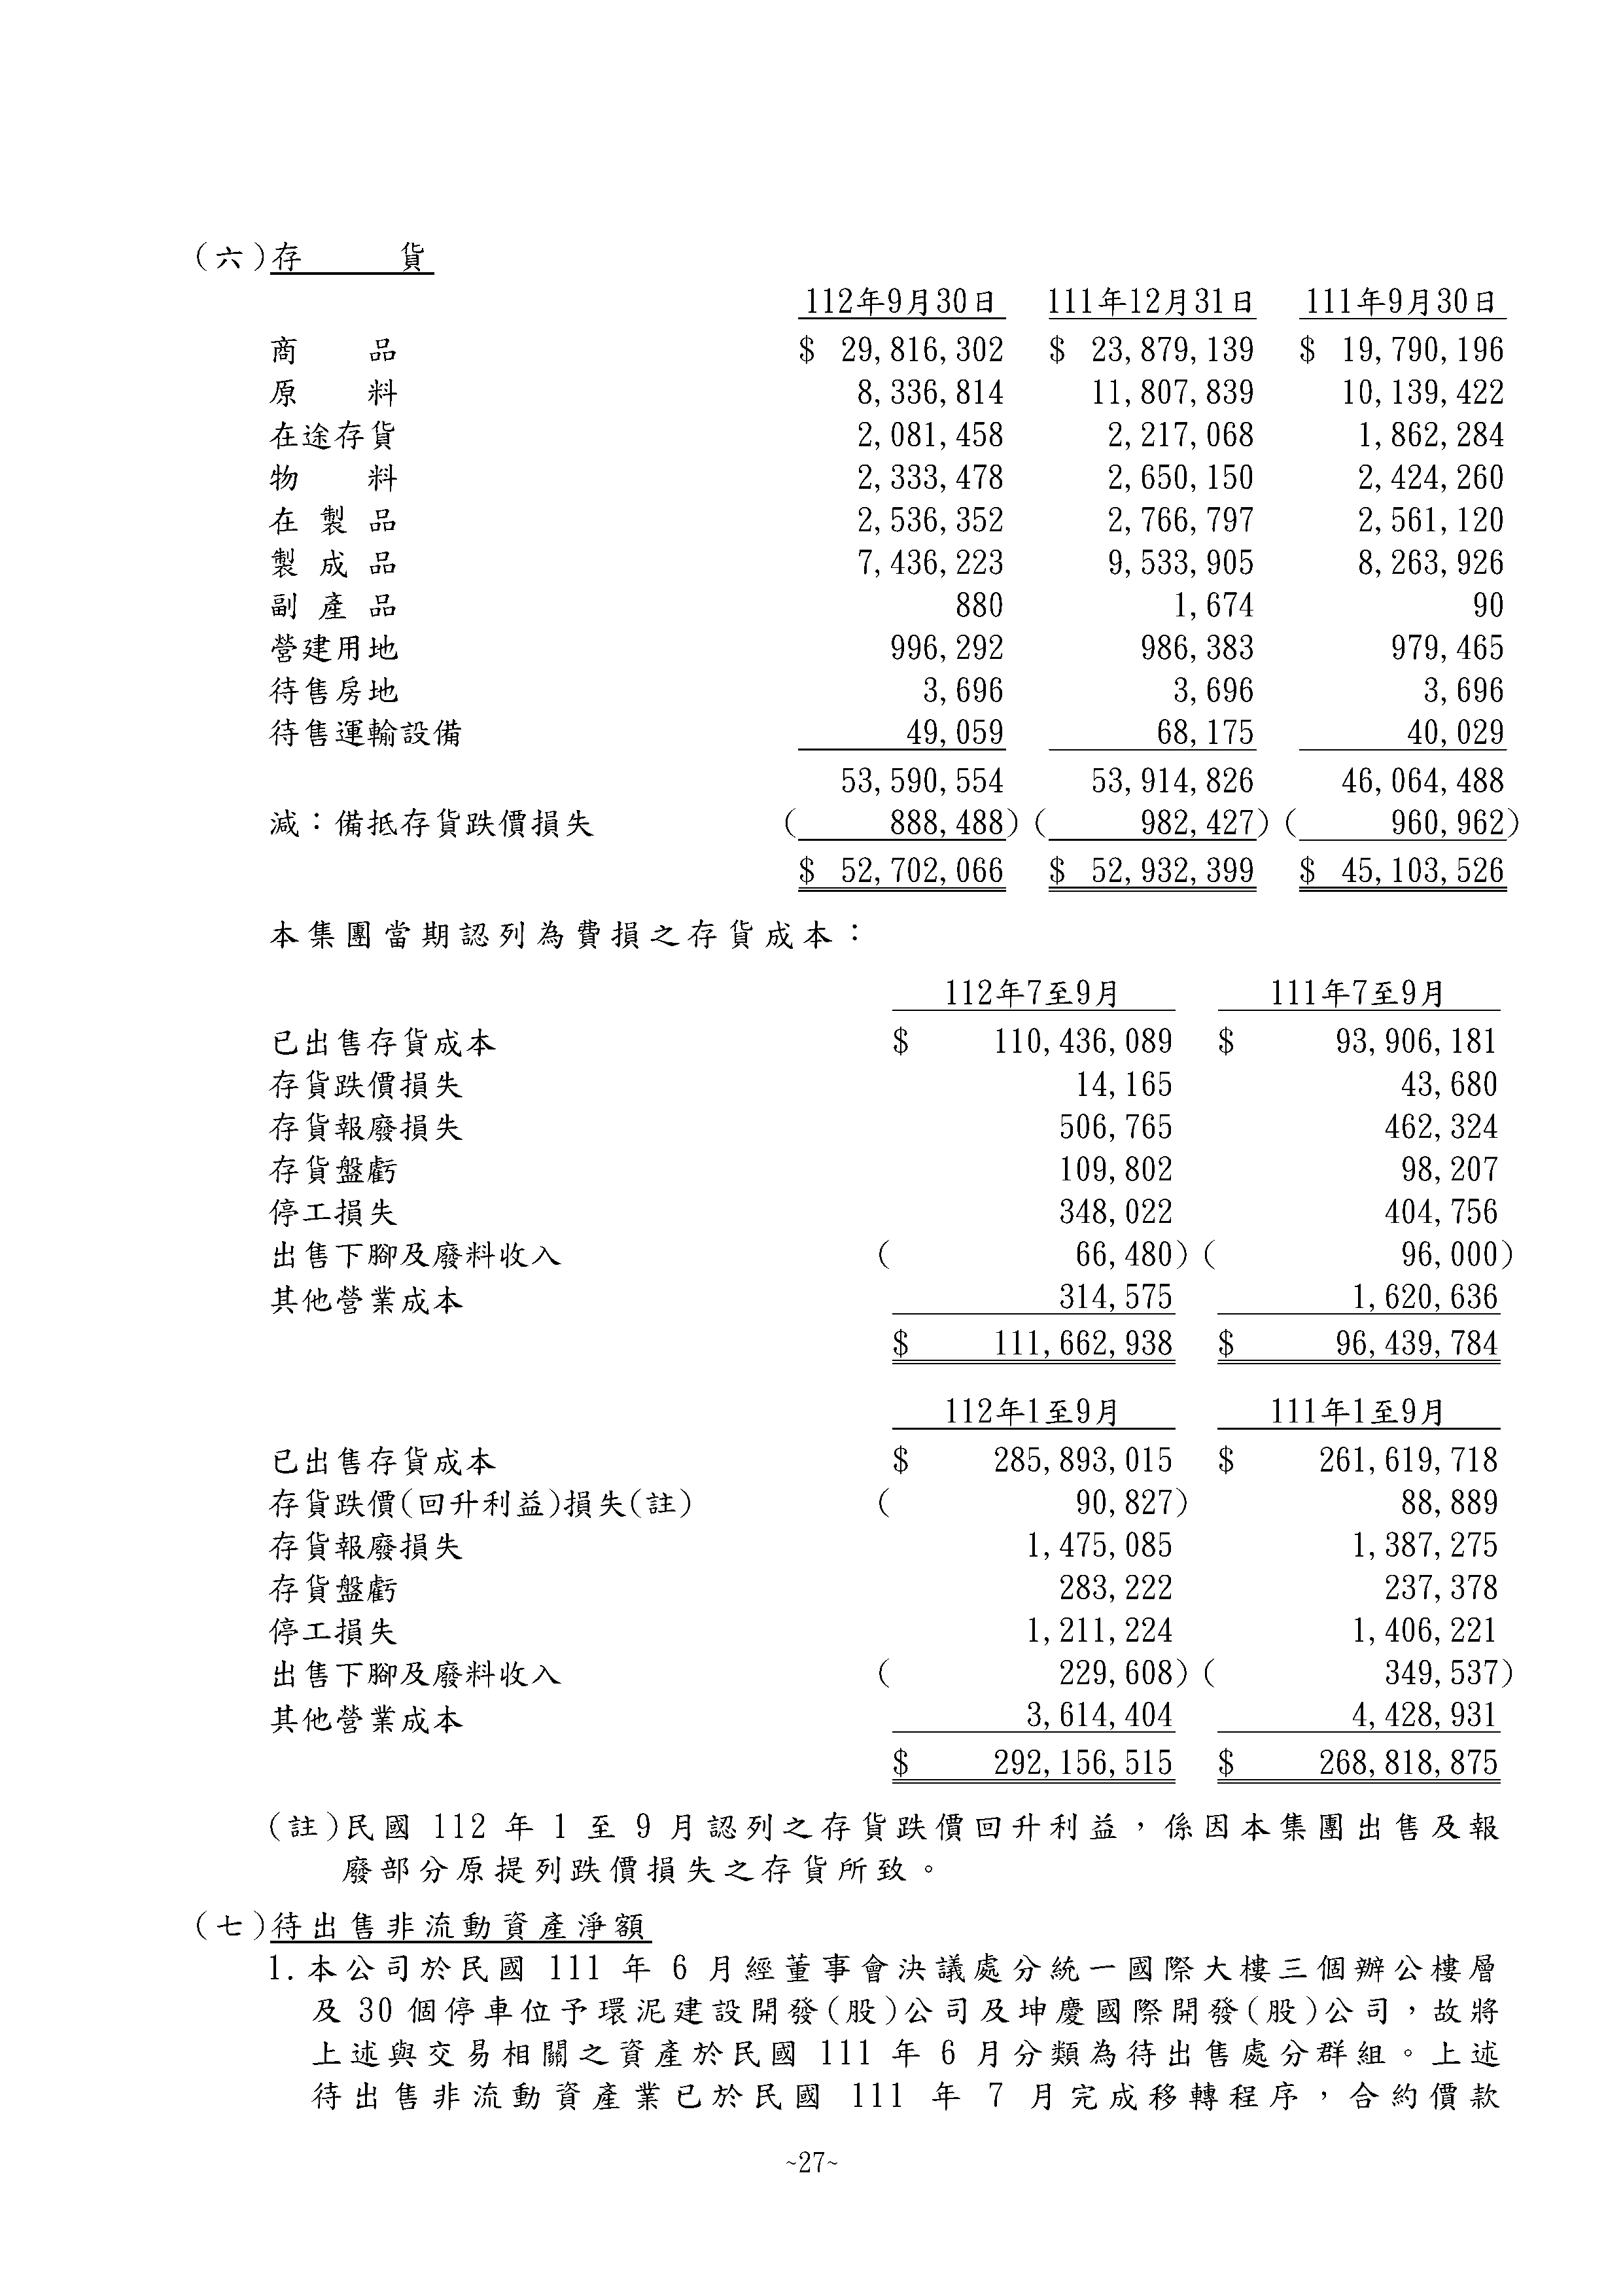 (六)存　　　貨
112年9月30日 111年12月31日 111年9月30日
商　　品 $ 29,816,302 $ 23,879,139 $ 19,790,196
原　　料 8,336,814 11,807,839 10,139,422
在途存貨 2,081,458 2,217,068 1,862,284
物　　料 2,333,478 2,650,150 2,424,260
在 製 品 2,536,352 2,766,797 2,561,120
製 成 品 7,436,223 9,533,905 8,263,926
副 產 品 880 1,674 90
營建用地 996,292 986,383 979,465
待售房地 3,696 3,696 3,696
待售運輸設備 49,059 68,175 40,029
53,590,554 53,914,826 46,064,488
減：備抵存貨跌價損失 ( 888,488) ( 982,427) ( 960,962)
$ 52,702,066 $ 52,932,399 $ 45,103,526
本集團當期認列為費損之存貨成本：
112年7至9月 111年7至9月
已出售存貨成本 $ 110,436,089 $ 93,906,181
存貨跌價損失 14,165 43,680
存貨報廢損失 506,765 462,324
存貨盤虧 109,802 98,207
停工損失 348,022 404,756
出售下腳及廢料收入 ( 66,480) ( 96,000)
其他營業成本 314,575 1,620,636
$ 111,662,938 $ 96,439,784
112年1至9月 111年1至9月
已出售存貨成本 $ 285,893,015 $ 261,619,718
存貨跌價(回升利益)損失(註) ( 90,827) 88,889
存貨報廢損失 1,475,085 1,387,275
存貨盤虧 283,222 237,378
停工損失 1,211,224 1,406,221
出售下腳及廢料收入 ( 229,608) ( 349,537)
其他營業成本 3,614,404 4,428,931
$ 292,156,515 $ 268,818,875
(註)民國 112 年 1 至 9 月認列之存貨跌價回升利益，係因本集團出售及報
廢部分原提列跌價損失之存貨所致。
(七)待出售非流動資產淨額
1.本公司於民國 111 年 6 月經董事會決議處分統一國際大樓三個辦公樓層
及 30 個停車位予環泥建設開發(股)公司及坤慶國際開發(股)公司，故將
上述與交易相關之資產於民國 111 年 6 月分類為待出售處分群組。上述
待出售非流動資產業已於民國 111 年 7 月完成移轉程序，合約價款
~27~